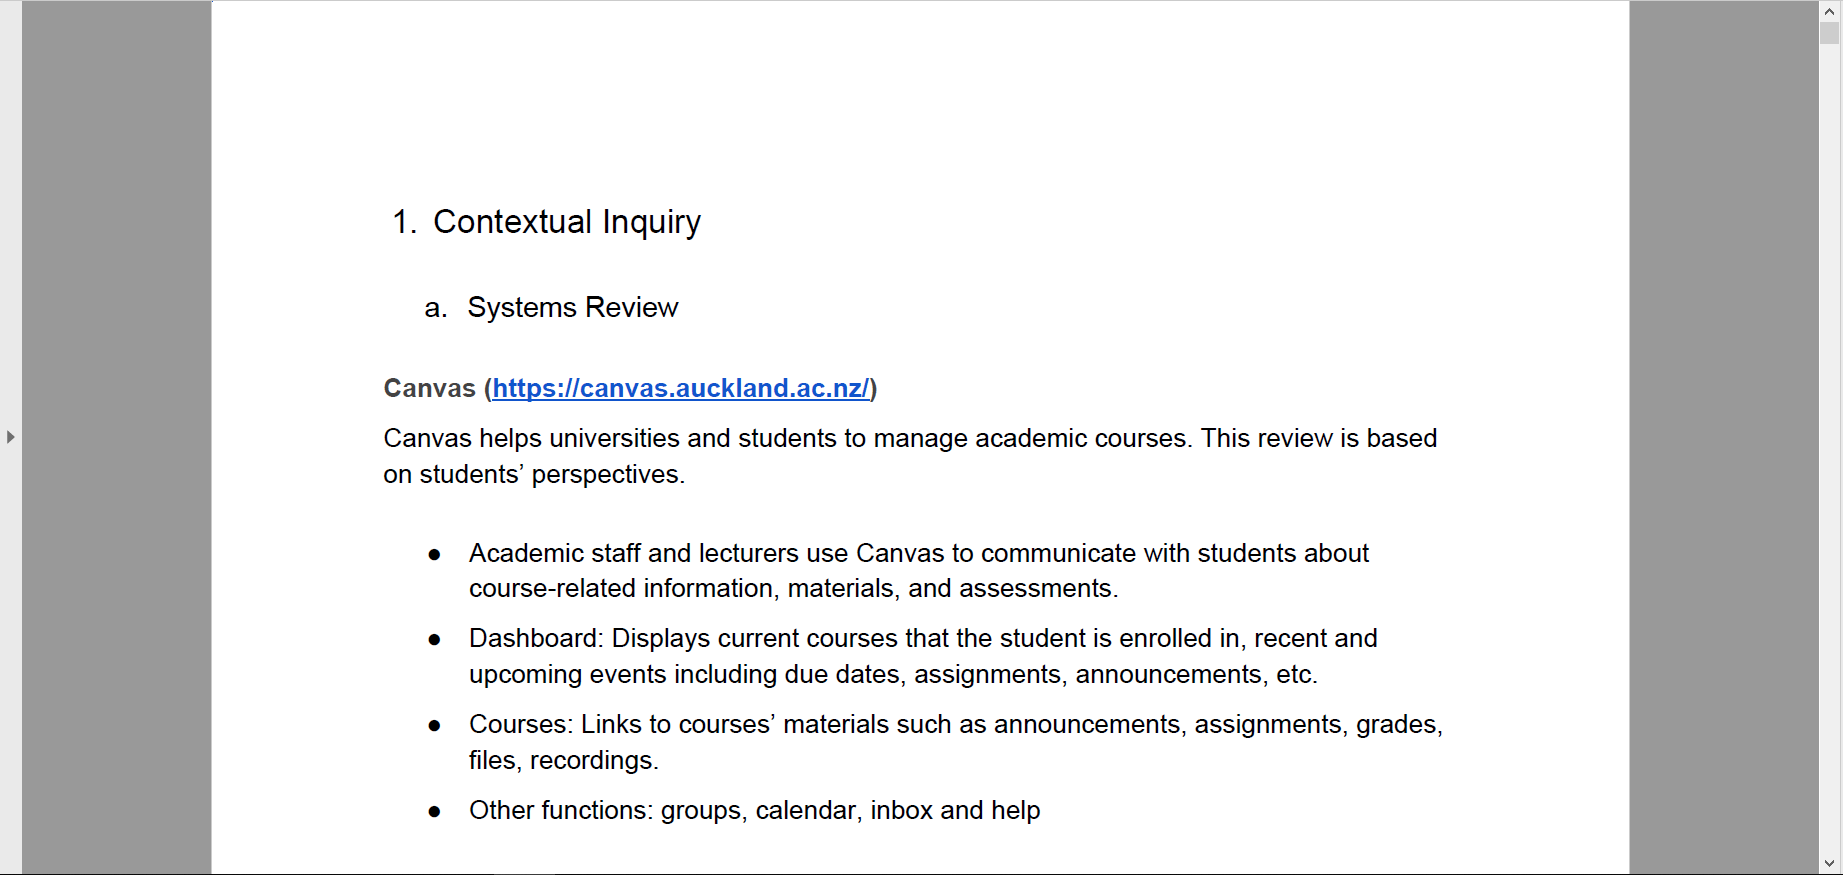 1. Contextual Inquiry
a. Systems Review
Canvas (https://canvas.auckland.ac.nz/)
Canvas helps universities and students to manage academic courses. This review is based
on students’ perspectives.
● Academic staff and lecturers use Canvas to communicate with students about
course-related information, materials, and assessments.
● Dashboard: Displays current courses that the student is enrolled in, recent and
upcoming events including due dates, assignments, announcements, etc.
● Courses: Links to courses’ materials such as announcements, assignments, grades,
files, recordings.
● Other functions: groups, calendar, inbox and help